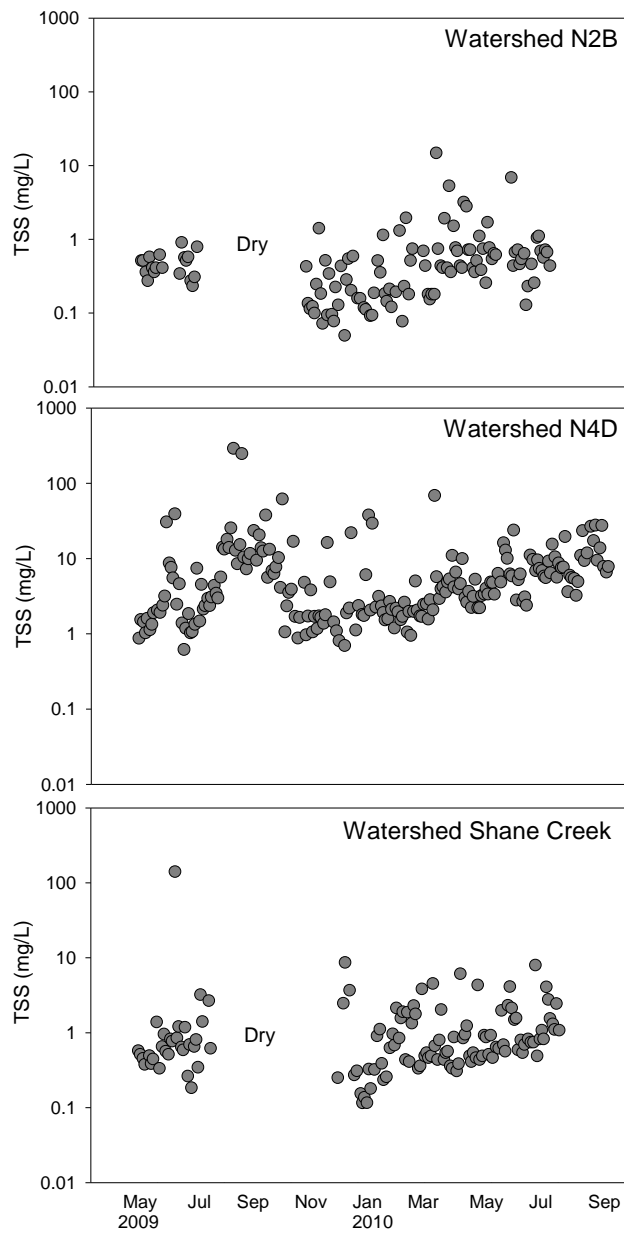 Watershed N2B
1000
100
10
1
0.1
0.01
TSS (mg/L)
Dry
Watershed N4D
1000
100
10
1
0.1
0.01
TSS (mg/L)
Watershed Shane Creek
1000
100
10
1
0.1
0.01
TSS (mg/L)
Dry
May Jul Sep Nov Jan Mar May Jul Sep
2009 2010